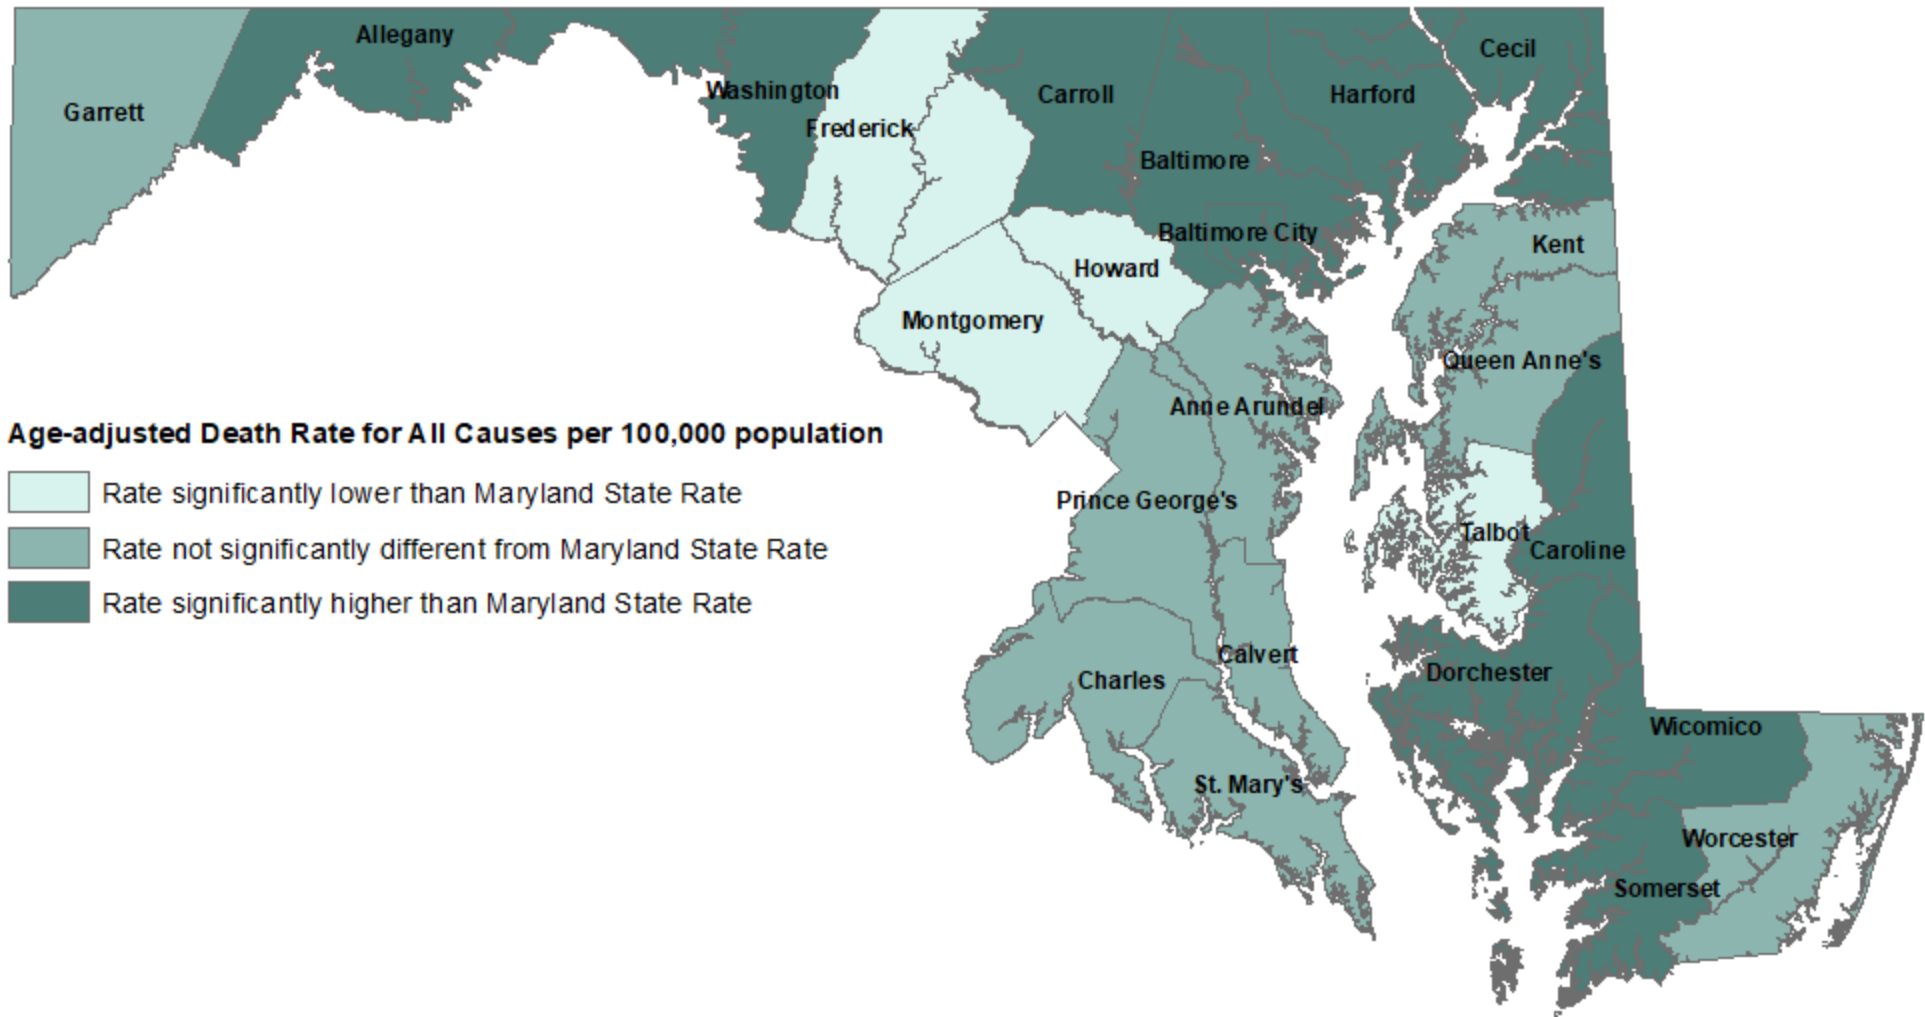 Allegany
Cecil
Washington
Carroll
Harford
Garrett
Frederick
Baltimore
Baltimore City
Kent
Howard
Montgomery
Queen Anne's
Anne Arundel
Age-adjusted Death Rate for All Causes per 100,000 population
Rate significantly lower than Maryland State Rate
Prince George's
Talbot
Rate not significantly different from Maryland State Rate
Caroline
Rate significantly higher than Maryland State Rate
Calvert
Charles
Dorchester
Wicomico
St. Mary's
Worcester
Somerset